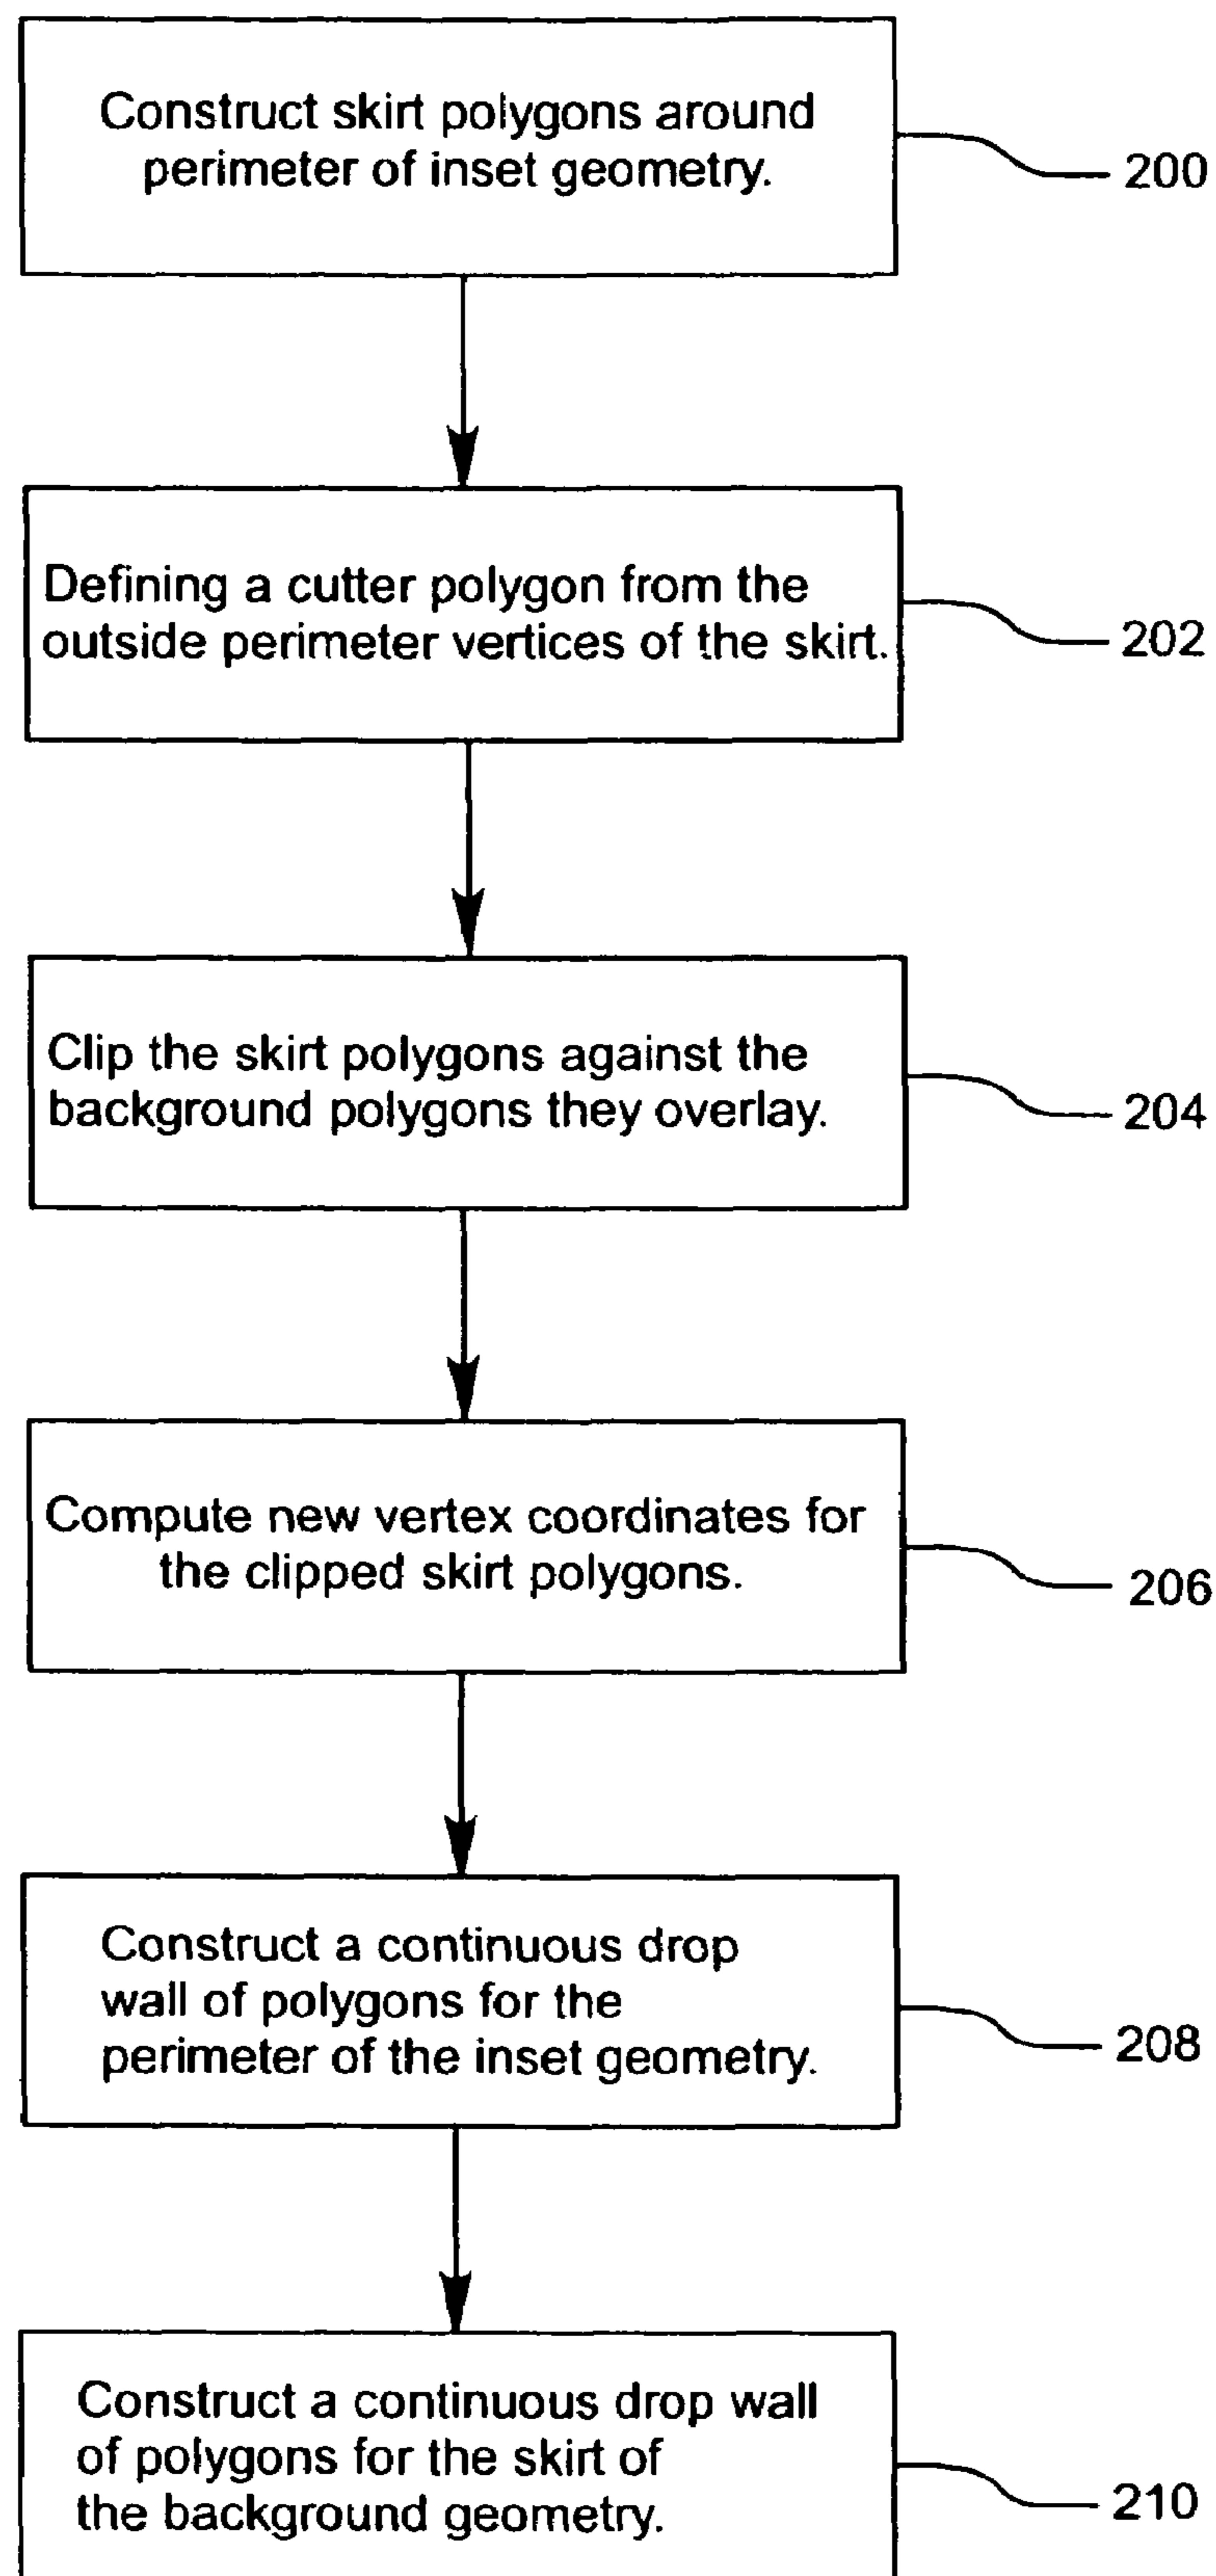 Construct skirt polygons around
perimeter of inset geometry.
200
Defining a cutter polygon from the
outside perimeter vertices of the skirt.
202
Clip the skirt polygons against the
background polygons they overlay.
204
Compute new vertex coordinates for
the clipped skirt polygons.
206
Construct a continuous drop
wall of polygons for the
perimeter of the inset geometry.
208
Construct a continuous drop wall
of polygons for the skirt of
the background geometry.
210